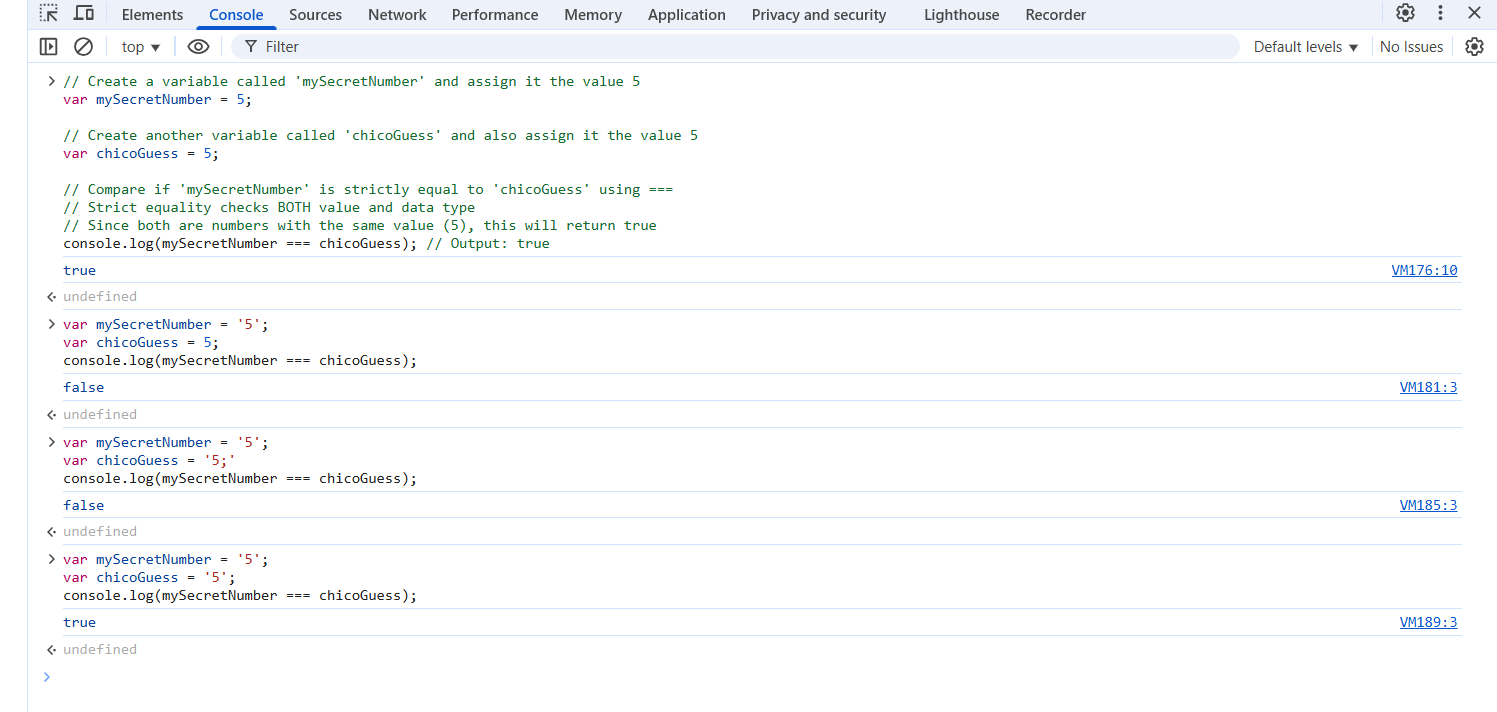 Elements Console Sources Network Performance Memory Application Privacy and security Lighthouse Recorder
top Filter Default levels No Issues
// Create a variable called 'mySecretNumber' and assign it the value 5
var mySecretNumber = 5;
// Create another variable called 'chicoGuess' and also assign it the value 5
var chicoGuess = 5;
// Compare if 'mySecretNumber' is strictly equal to 'chicoGuess' using ===
// Strict equality checks BOTH value and data type
// Since both are numbers with the same value (5), this will return true
console.log(mySecretNumber === chicoGuess); // Output: true
true VM176:10
undefined
var mySecretNumber = '5';
var chicoGuess = 5;
console.log(mySecretNumber === chicoGuess);
false VM181:3
undefined
var mySecretNumber = '5';
var chicoGuess = '5;'
console.log(mySecretNumber === chicoGuess);
false VM185:3
undefined
var mySecretNumber = '5';
var chicoGuess = '5';
console.log(mySecretNumber === chicoGuess);
true VM189:3
undefined